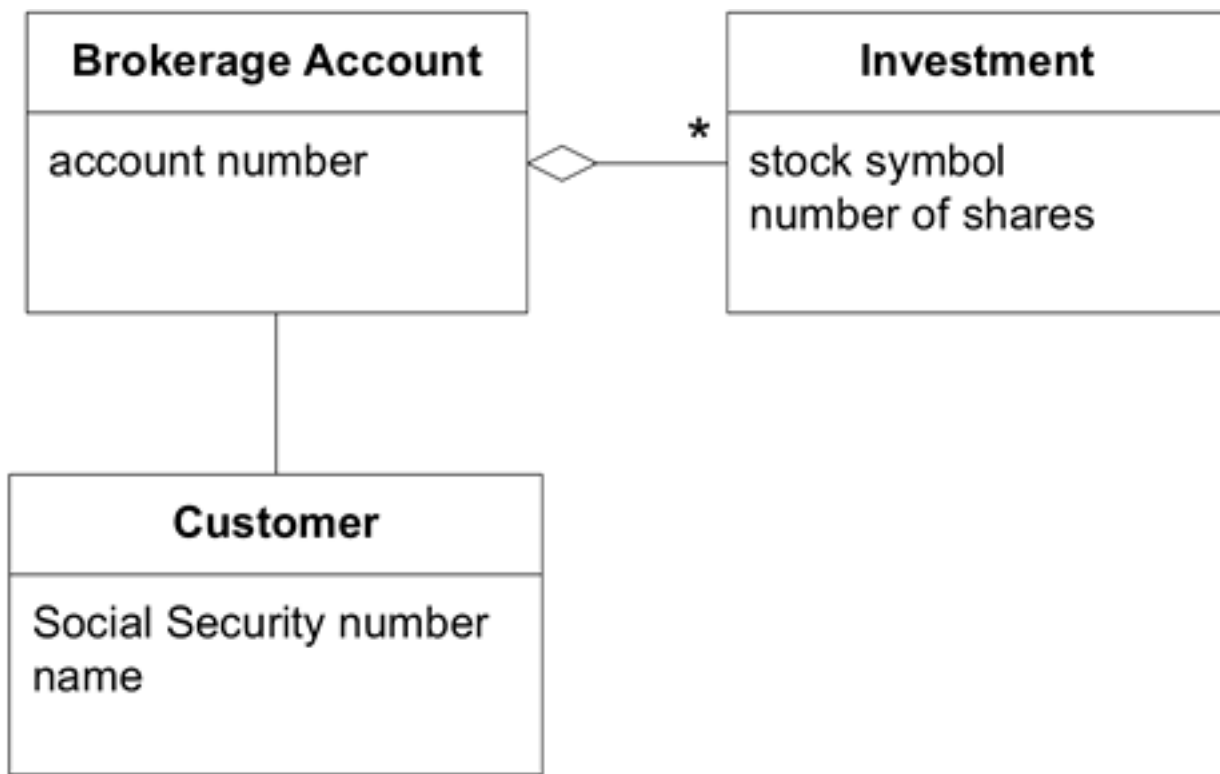 Brokerage Account
account number
Investment
*
stock symbol
number of shares
Customer
Social Security number
name